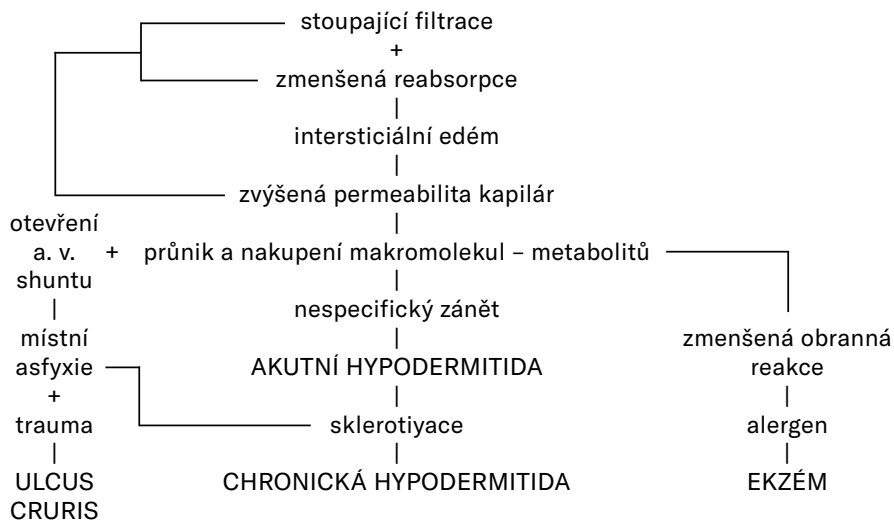 stoupající filtrace
+
zmenšená reabsorpce
|
intersticiální edém
|
zvýšená permeabilita kapilár
|
otevření
a. v.
shuntu
+
průnik a nakupení makromolekul – metabolitů
|
nespecifický zánět
|
místní
asfyxie
AKUTNÍ HYPODERMITIDA
zmenšená obranná
reakce
+
|
|
trauma
sklerotiyace
alergen
|
|
|
ULCUS
CRURIS
CHRONICKÁ HYPODERMITIDA
EKZÉM